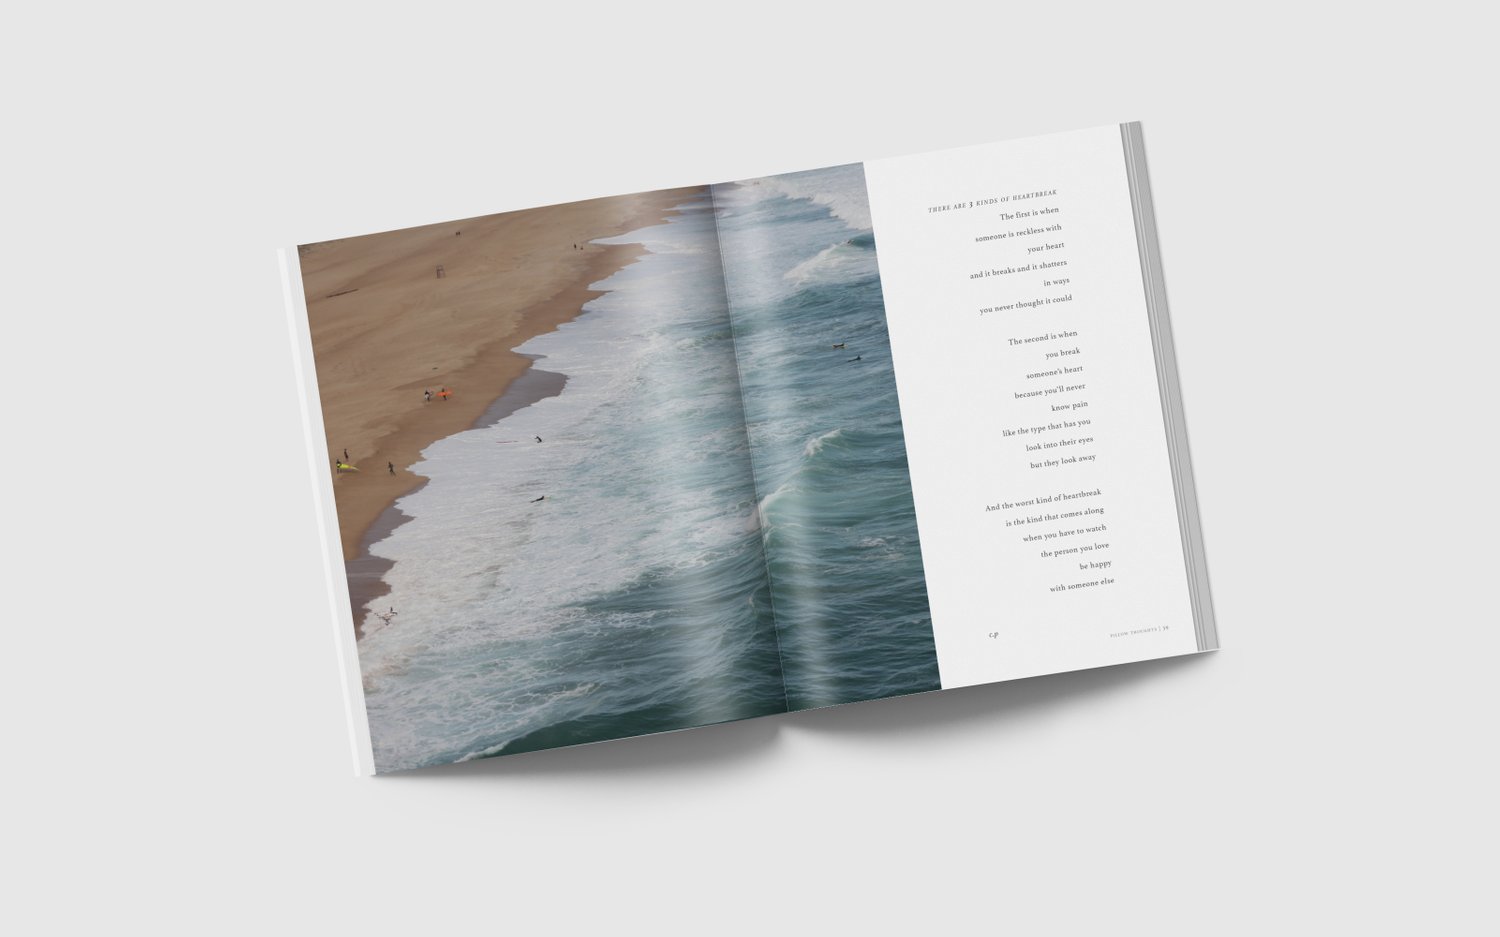 THERE ARE 3 KINDS OF HEARTBREAK
The first is when
someone is reckless with
your heart
and it breaks and it shatters
in ways
you never thought it could
The second is when
you break
someone's heart
because you'll never
know pain
like the type that has you
look into their eyes
but they look away
And the worst kind of heartbreak
is the kind that comes along
when you have to watch
the person you love
be happy
with someone else
c.p
PILLOW THOUGHTS |